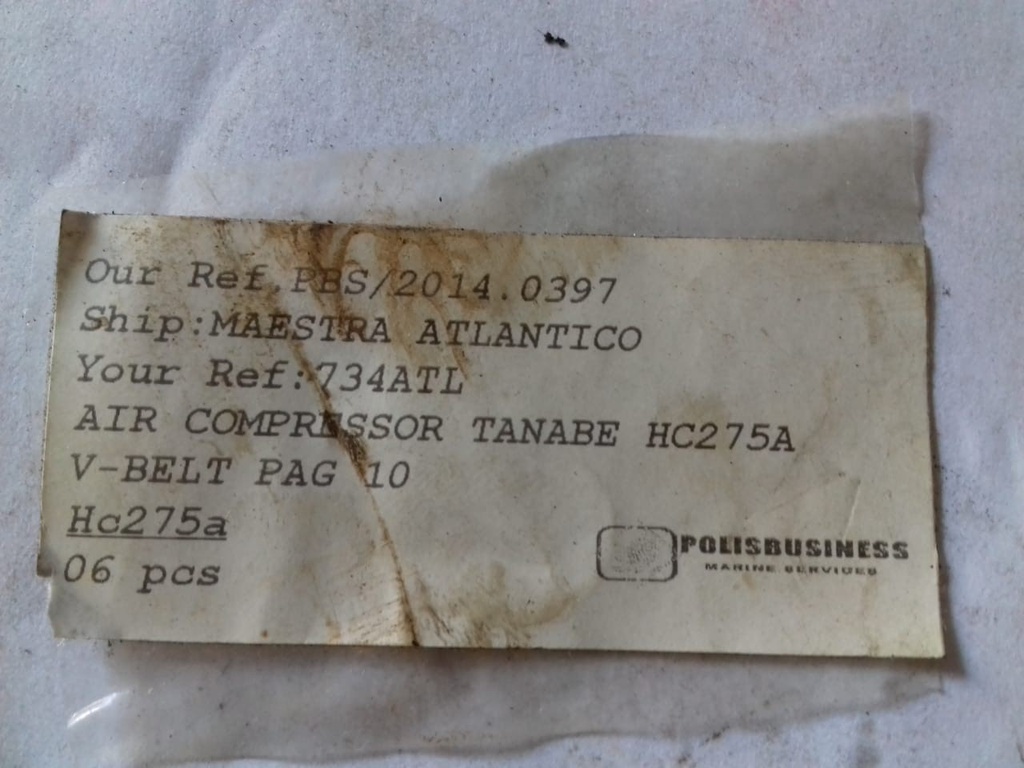 Our Ref.PBS/2014.0397
Ship:MAESTRA ATLANTICO
Your Ref:734ATL
AIR COMPRESSOR TANABE HC275A
V-BELT PAG 10
Hc275a
06 pcs
POLISBUSINESS
MARINE SERVICES